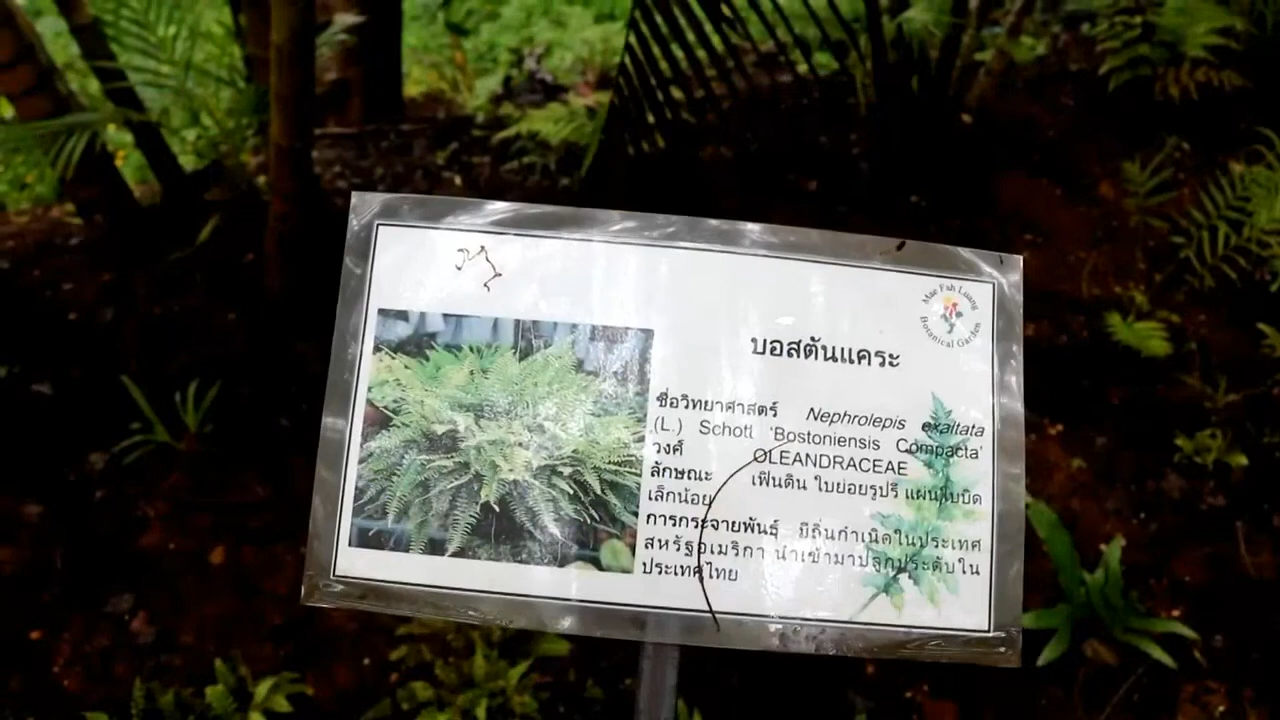 Mae Fah Luang
Botanical Garden
บอสตันแคระ
ชื่อวิทยาศาสตร์ Nephrolepis exaltata
(L.) Schott ‘Bostoniensis Compacta’
วงศ์ OLEANDRACEAE
ลักษณะ เฟินดิน ใบย่อยรูปรี แผ่นใบบิด
เล็กน้อย
การกระจายพันธุ์ มีถิ่นกำเนิดในประเทศ
สหรัฐอเมริกา นำเข้ามาปลูกประดับใน
ประเทศไทย